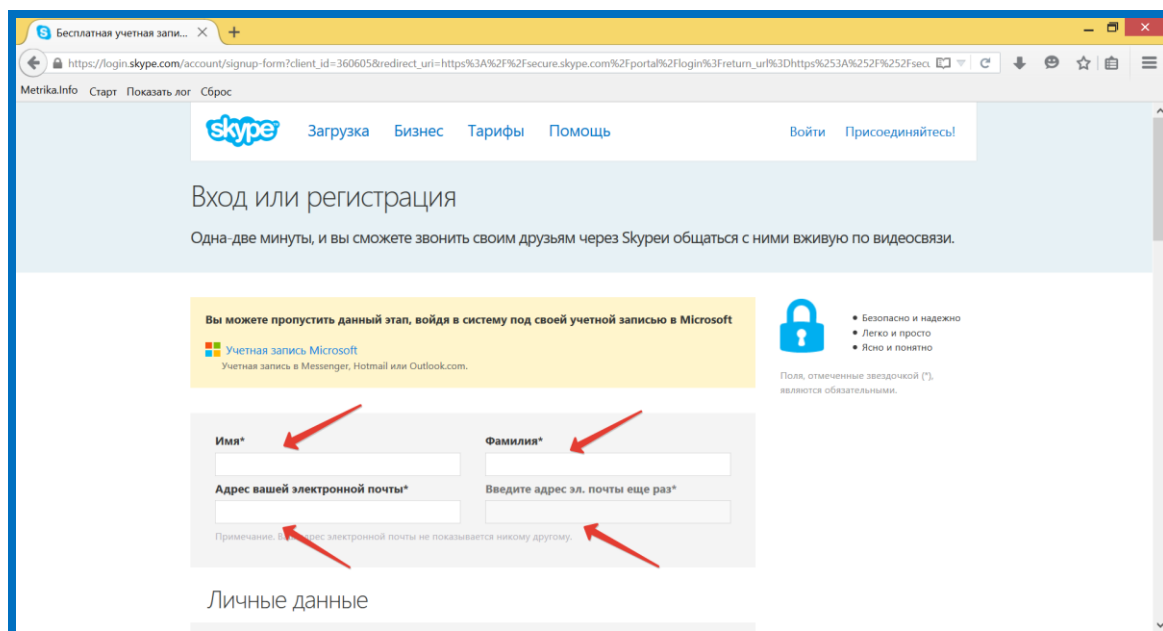 Бесплатная учетная запи...
https://login.skype.com/account/signup-form?client_id=360605&redirect_uri=https%3A%2F%2Fsecure.skype.com%2Fportal%2Flogin%3Freturn_url%3Dhttps%253A%252F%252Fsecu
Metrika.Info Старт Показать лог Сброс
skype Загрузка Бизнес Тарифы Помощь Войти Присоединяйтесь!
Вход или регистрация
Одна-две минуты, и вы сможете звонить своим друзьям через Skypeи общаться с ними вживую по видеосвязи.
Вы можете пропустить данный этап, войдя в систему под своей учетной записью в Microsoft
Учетная запись Microsoft
Учетная запись в Messenger, Hotmail или Outlook.com.
Безопасно и надежно
Легко и просто
Ясно и понятно
Поля, отмеченные звездочкой (*),
являются обязательными.
Имя* Фамилия*
Адрес вашей электронной почты* Введите адрес эл. почты еще раз*
Примечание. адрес электронной почты не показывается никому другому.
Личные данные